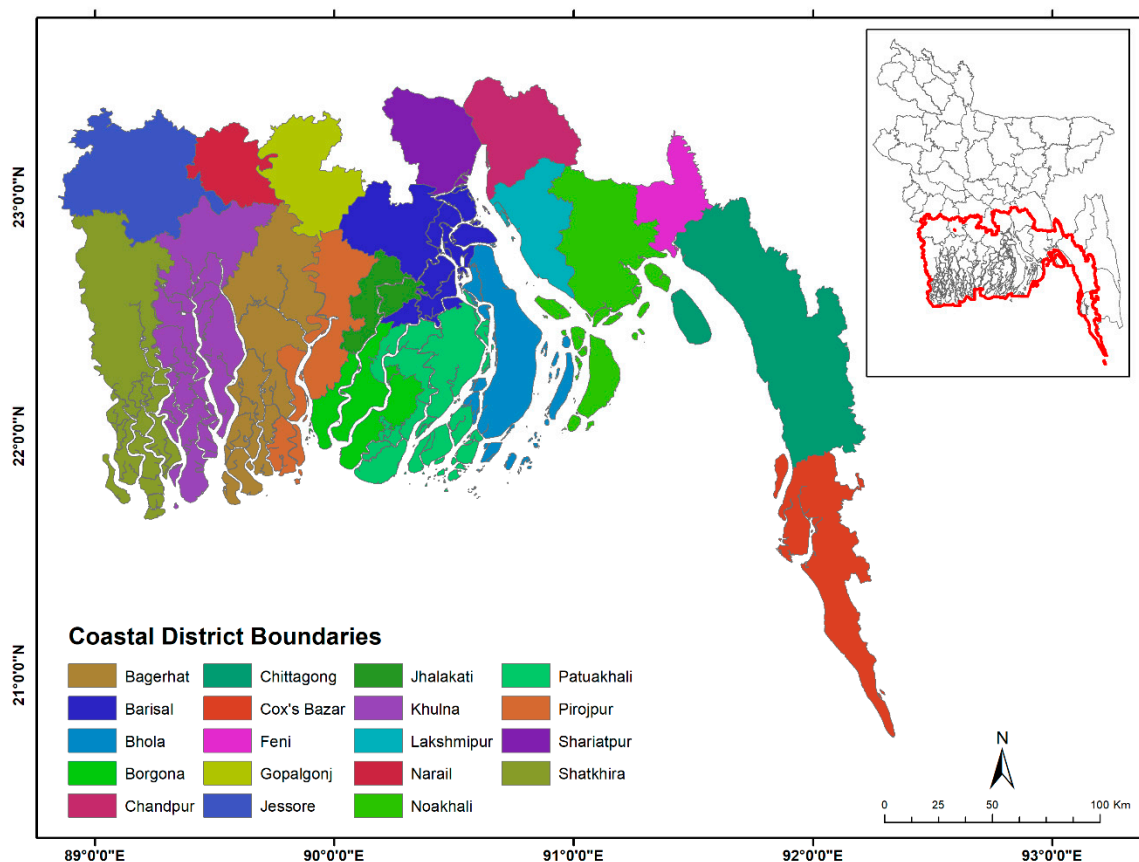 23°0'0"N
22°0'0"N
21°0'0"N
Coastal District Boundaries
Bagerhat
Barisal
Bhola
Borgona
Chandpur
Chittagong
Cox's Bazar
Feni
Gopalgonj
Jessore
Jhalakati
Khulna
Lakshmipur
Narail
Noakhali
Patuakhali
Pirojpur
Shariatpur
Shatkhira
N
0 25 50 100 Km
89°0'0"E 90°0'0"E 91°0'0"E 92°0'0"E 93°0'0"E